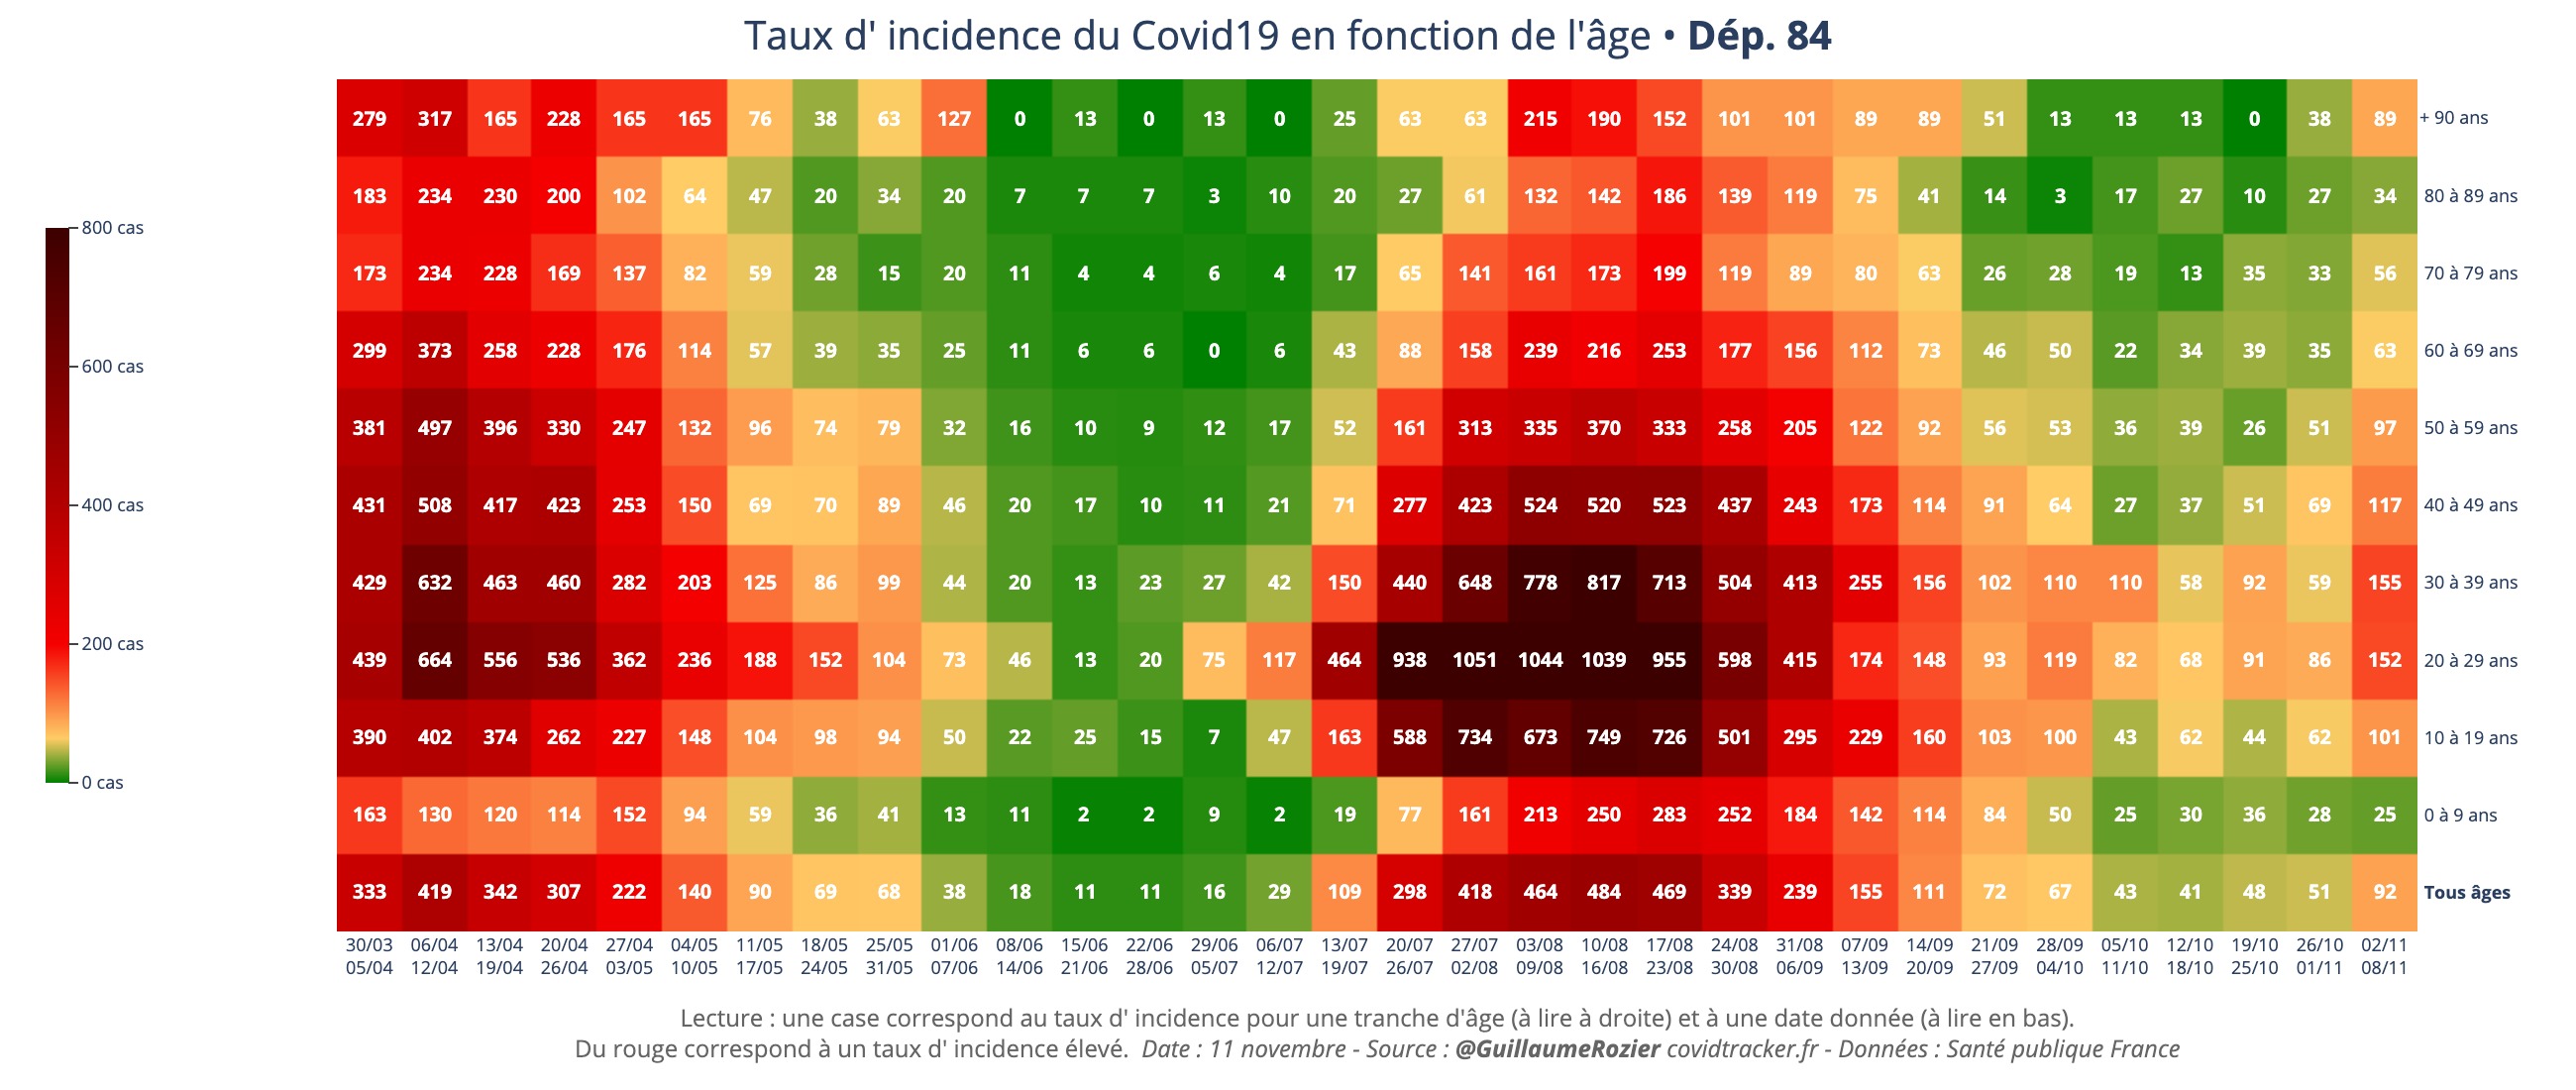 Taux d' incidence du Covid19 en fonction de l'âge • Dép. 84
279 317 165 228 165 165 76 38 63 127 0 13 0 13 0 25 63 63 215 190 152 101 101 89 89 51 13 13 13 0 38 89 + 90 ans
183 234 230 200 102 64 47 20 34 20 7 7 7 3 10 20 27 61 132 142 186 139 119 75 41 14 3 17 27 10 27 34 80 à 89 ans
800 cas
173 234 228 169 137 82 59 28 15 20 11 4 4 6 4 17 65 141 161 173 199 119 89 80 63 26 28 19 13 35 33 56 70 à 79 ans
299 373 258 228 176 114 57 39 35 25 11 6 6 0 6 43 88 158 239 216 253 177 156 112 73 46 50 22 34 39 35 63 60 à 69 ans
600 cas
381 497 396 330 247 132 96 74 79 32 16 10 9 12 17 52 161 313 335 370 333 258 205 122 92 56 53 36 39 26 51 97 50 à 59 ans
431 508 417 423 253 150 69 70 89 46 20 17 10 11 21 71 277 423 524 520 523 437 243 173 114 91 64 27 37 51 69 117 40 à 49 ans
400 cas
429 632 463 460 282 203 125 86 99 44 20 13 23 27 42 150 440 648 778 817 713 504 413 255 156 102 110 110 58 92 59 155 30 à 39 ans
200 cas
439 664 556 536 362 236 188 152 104 73 46 13 20 75 117 464 938 1051 1044 1039 955 598 415 174 148 93 119 82 68 91 86 152 20 à 29 ans
390 402 374 262 227 148 104 98 94 50 22 25 15 7 47 163 588 734 673 749 726 501 295 229 160 103 100 43 62 44 62 101 10 à 19 ans
0 cas
163 130 120 114 152 94 59 36 41 13 11 2 2 9 2 19 77 161 213 250 283 252 184 142 114 84 50 25 30 36 28 25 0 à 9 ans
333 419 342 307 222 140 90 69 68 38 18 11 11 16 29 109 298 418 464 484 469 339 239 155 111 72 67 43 41 48 51 92 Tous âges
30/03 06/04 13/04 20/04 27/04 04/05 11/05 18/05 25/05 01/06 08/06 15/06 22/06 29/06 06/07 13/07 20/07 27/07 03/08 10/08 17/08 24/08 31/08 07/09 14/09 21/09 28/09 05/10 12/10 19/10 26/10 02/11
05/04 12/04 19/04 26/04 03/05 10/05 17/05 24/05 31/05 07/06 14/06 21/06 28/06 05/07 12/07 19/07 26/07 02/08 09/08 16/08 23/08 30/08 06/09 13/09 20/09 27/09 04/10 11/10 18/10 25/10 01/11 08/11
Lecture : une case correspond au taux d' incidence pour une tranche d'âge (à lire à droite) et à une date donnée (à lire en bas).
Du rouge correspond à un taux d' incidence élevé. Date : 11 novembre - Source : @GuillaumeRozier covidtracker.fr - Données : Santé publique France